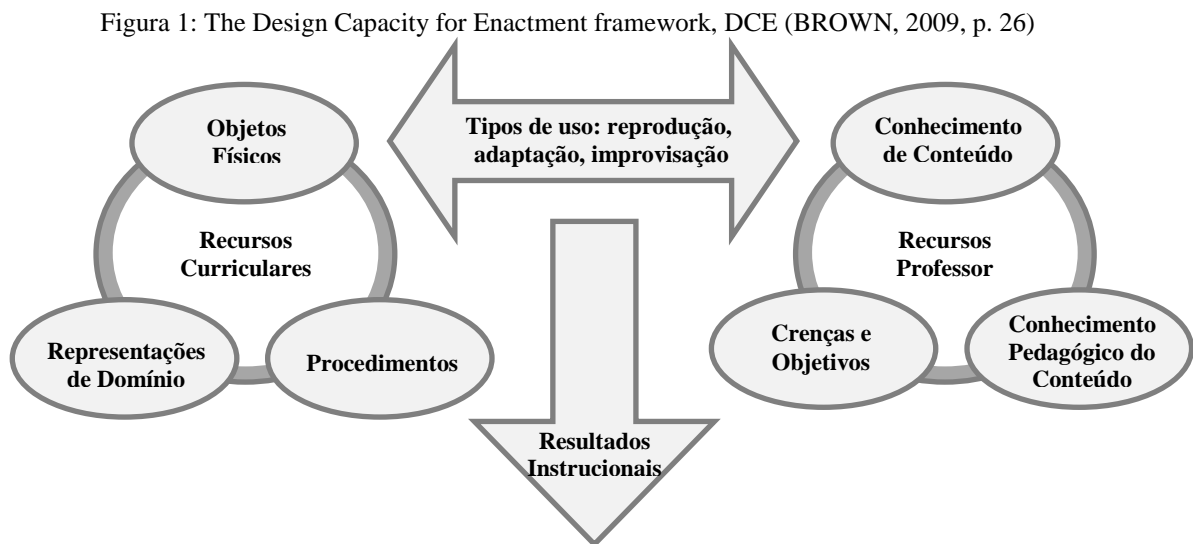 Figura 1: The Design Capacity for Enactment framework, DCE (BROWN, 2009, p. 26)
Objetos
Físicos
Recursos
Curriculares
Representações
de Domínio
Procedimentos
Tipos de uso: reprodução,
adaptação, improvisação
Resultados
Instrucionais
Conhecimento
de Conteúdo
Recursos
Professor
Crenças e
Objetivos
Conhecimento
Pedagógico do
Conteúdo